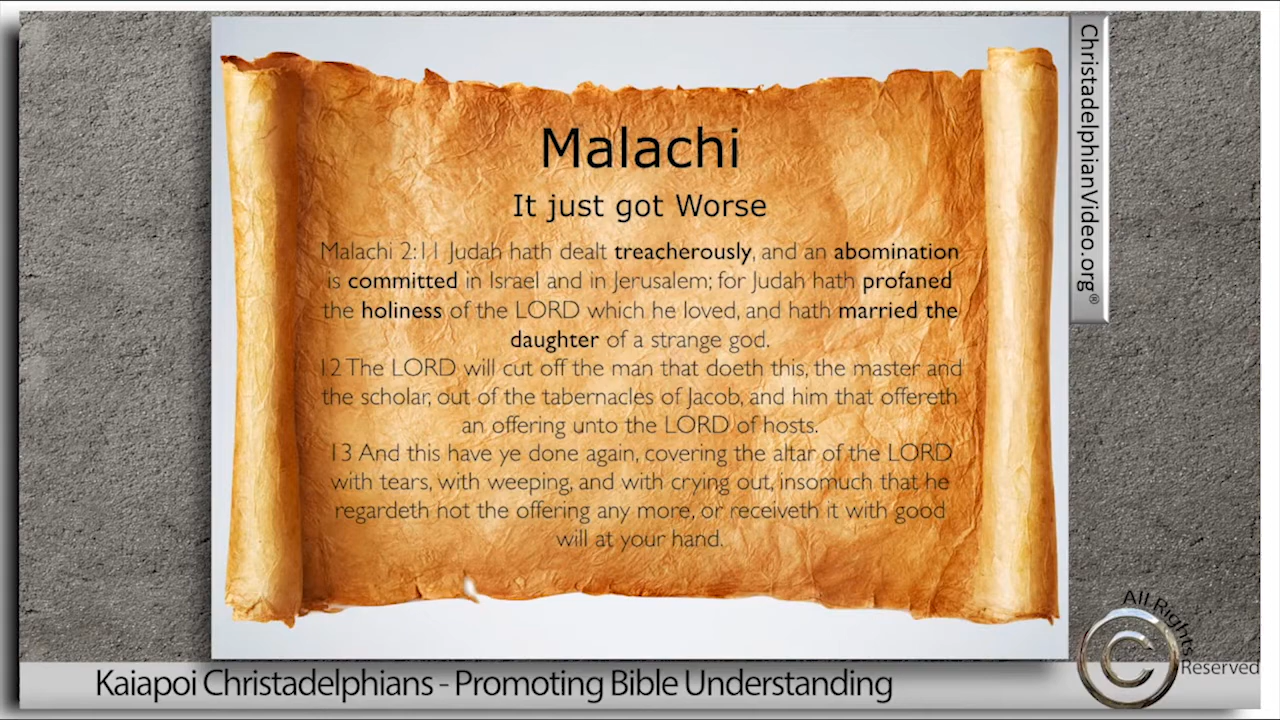 Malachi
It just got Worse
Malachi 2:11 Judah hath dealt treacherously, and an abomination
is committed in Israel and in Jerusalem; for Judah hath profaned
the holiness of the LORD which he loved, and hath married the
daughter of a strange god.
12 The LORD will cut off the man that doeth this, the master and
the scholar, out of the tabernacles of Jacob, and him that offereth
an offering unto the LORD of hosts.
13 And this have ye done again, covering the altar of the LORD
with tears, with weeping, and with crying out, insomuch that he
regardeth not the offering any more, or receiveth it with good
will at your hand.
ChristadelphianVideo.org®
All Rights
C
Reserved
Kaiapoi Christadelphians - Promoting Bible Understanding